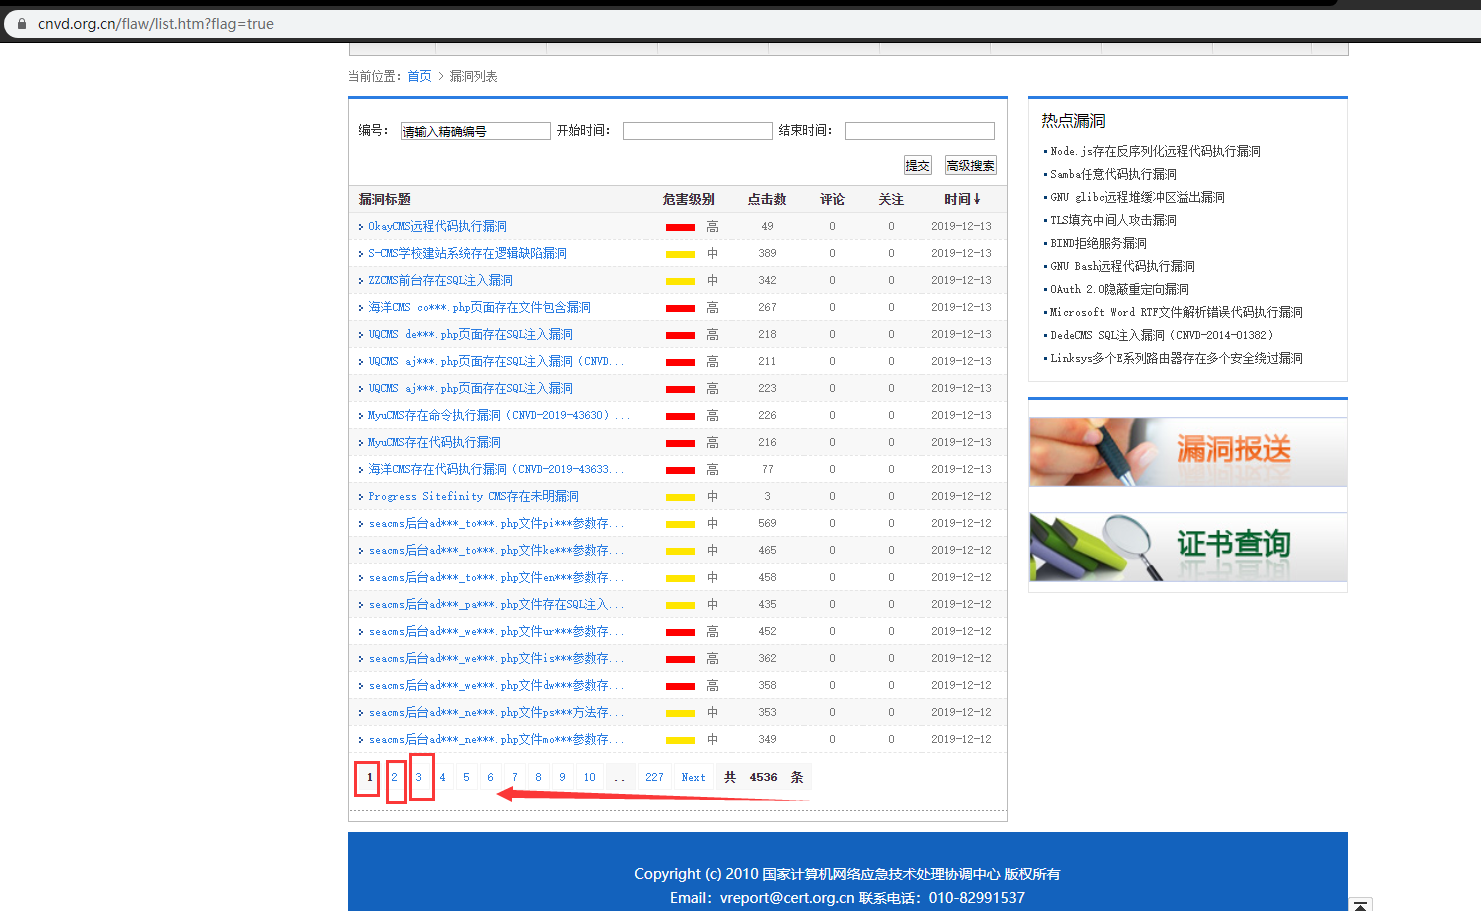 cnvd.org.cn/flaw/list.htm?flag=true
当前位置：首页 > 漏洞列表
编号： 请输入精确编号 开始时间： 结束时间：
提交 高级搜索
漏洞标题 危害级别 点击数 评论 关注 时间↓
OkayCMS远程代码执行漏洞 高 49 0 0 2019-12-13
S-CMS学校建站系统存在逻辑缺陷漏洞 中 389 0 0 2019-12-13
ZZCMS前台存在SQL注入漏洞 中 342 0 0 2019-12-13
海洋CMS co***.php页面存在文件包含漏洞 高 267 0 0 2019-12-13
UQCMS de***.php页面存在SQL注入漏洞 高 218 0 0 2019-12-13
UQCMS aj***.php页面存在SQL注入漏洞（CNVD... 高 211 0 0 2019-12-13
UQCMS aj***.php页面存在SQL注入漏洞 高 223 0 0 2019-12-13
MyuCMS存在命令执行漏洞（CNVD-2019-43630）... 高 226 0 0 2019-12-13
MyuCMS存在代码执行漏洞 高 216 0 0 2019-12-13
海洋CMS存在代码执行漏洞（CNVD-2019-43633... 高 77 0 0 2019-12-13
Progress Sitefinity CMS存在未明漏洞 中 3 0 0 2019-12-12
seacms后台ad***_to***.php文件pi***参数存... 中 569 0 0 2019-12-12
seacms后台ad***_to***.php文件ke***参数存... 中 465 0 0 2019-12-12
seacms后台ad***_to***.php文件en***参数存... 中 458 0 0 2019-12-12
seacms后台ad***_pa***.php文件存在SQL注入... 中 435 0 0 2019-12-12
seacms后台ad***_we***.php文件ur***参数存... 高 452 0 0 2019-12-12
seacms后台ad***_we***.php文件is***参数存... 高 362 0 0 2019-12-12
seacms后台ad***_we***.php文件dw***参数存... 高 358 0 0 2019-12-12
seacms后台ad***_ne***.php文件ps***方法存... 中 353 0 0 2019-12-12
seacms后台ad***_ne***.php文件mo***参数存... 中 349 0 0 2019-12-12
1 2 3 4 5 6 7 8 9 10 .. 227 Next 共 4536 条
热点漏洞
Node.js存在反序列化远程代码执行漏洞
Samba任意代码执行漏洞
GNU glibc远程堆缓冲区溢出漏洞
TLS填充中间人攻击漏洞
BIND拒绝服务漏洞
GNU Bash远程代码执行漏洞
OAuth 2.0隐蔽重定向漏洞
Microsoft Word RTF文件解析错误代码执行漏洞
DedeCMS SQL注入漏洞（CNVD-2014-01382）
Linksys多个E系列路由器存在多个安全绕过漏洞
漏洞报送
证书查询
Copyright (c) 2010 国家计算机网络应急技术处理协调中心 版权所有
Email：vreport@cert.org.cn 联系电话：010-82991537